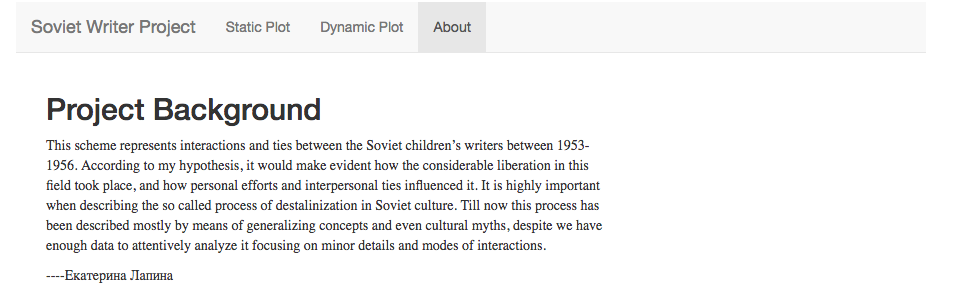 Soviet Writer Project Static Plot Dynamic Plot About
Project Background
This scheme represents interactions and ties between the Soviet children’s writers between 1953-
1956. According to my hypothesis, it would make evident how the considerable liberation in this
field took place, and how personal efforts and interpersonal ties influenced it. It is highly important
when describing the so called process of destalinization in Soviet culture. Till now this process has
been described mostly by means of generalizing concepts and even cultural myths, despite we have
enough data to attentively analyze it focusing on minor details and modes of interactions.
----Екатерина Лапина